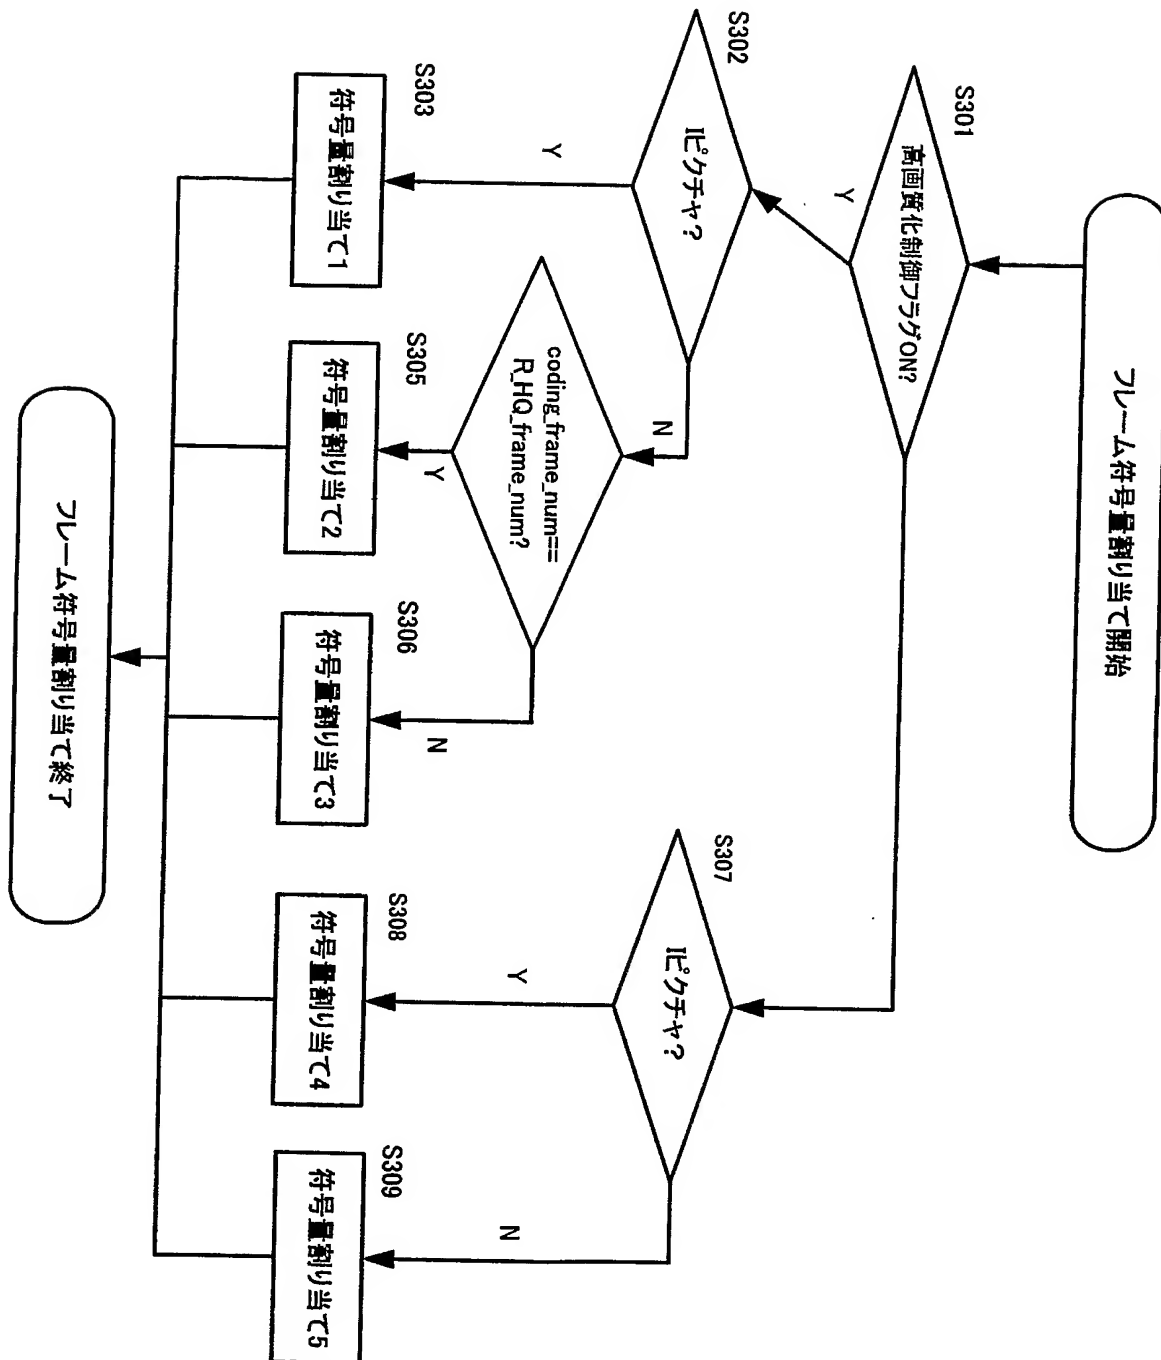 フレーム符号量割り当て開始
S301
高画質化制御フラグON?
Y
S302
Iピクチャ?
Y
N
S307
Iピクチャ?
Y
N
coding_frame_num==
R_HQ_frame_num?
Y
N
S303
符号量割り当て1
S305
符号量割り当て2
S306
符号量割り当て3
S308
符号量割り当て4
S309
符号量割り当て5
フレーム符号量割り当て終了